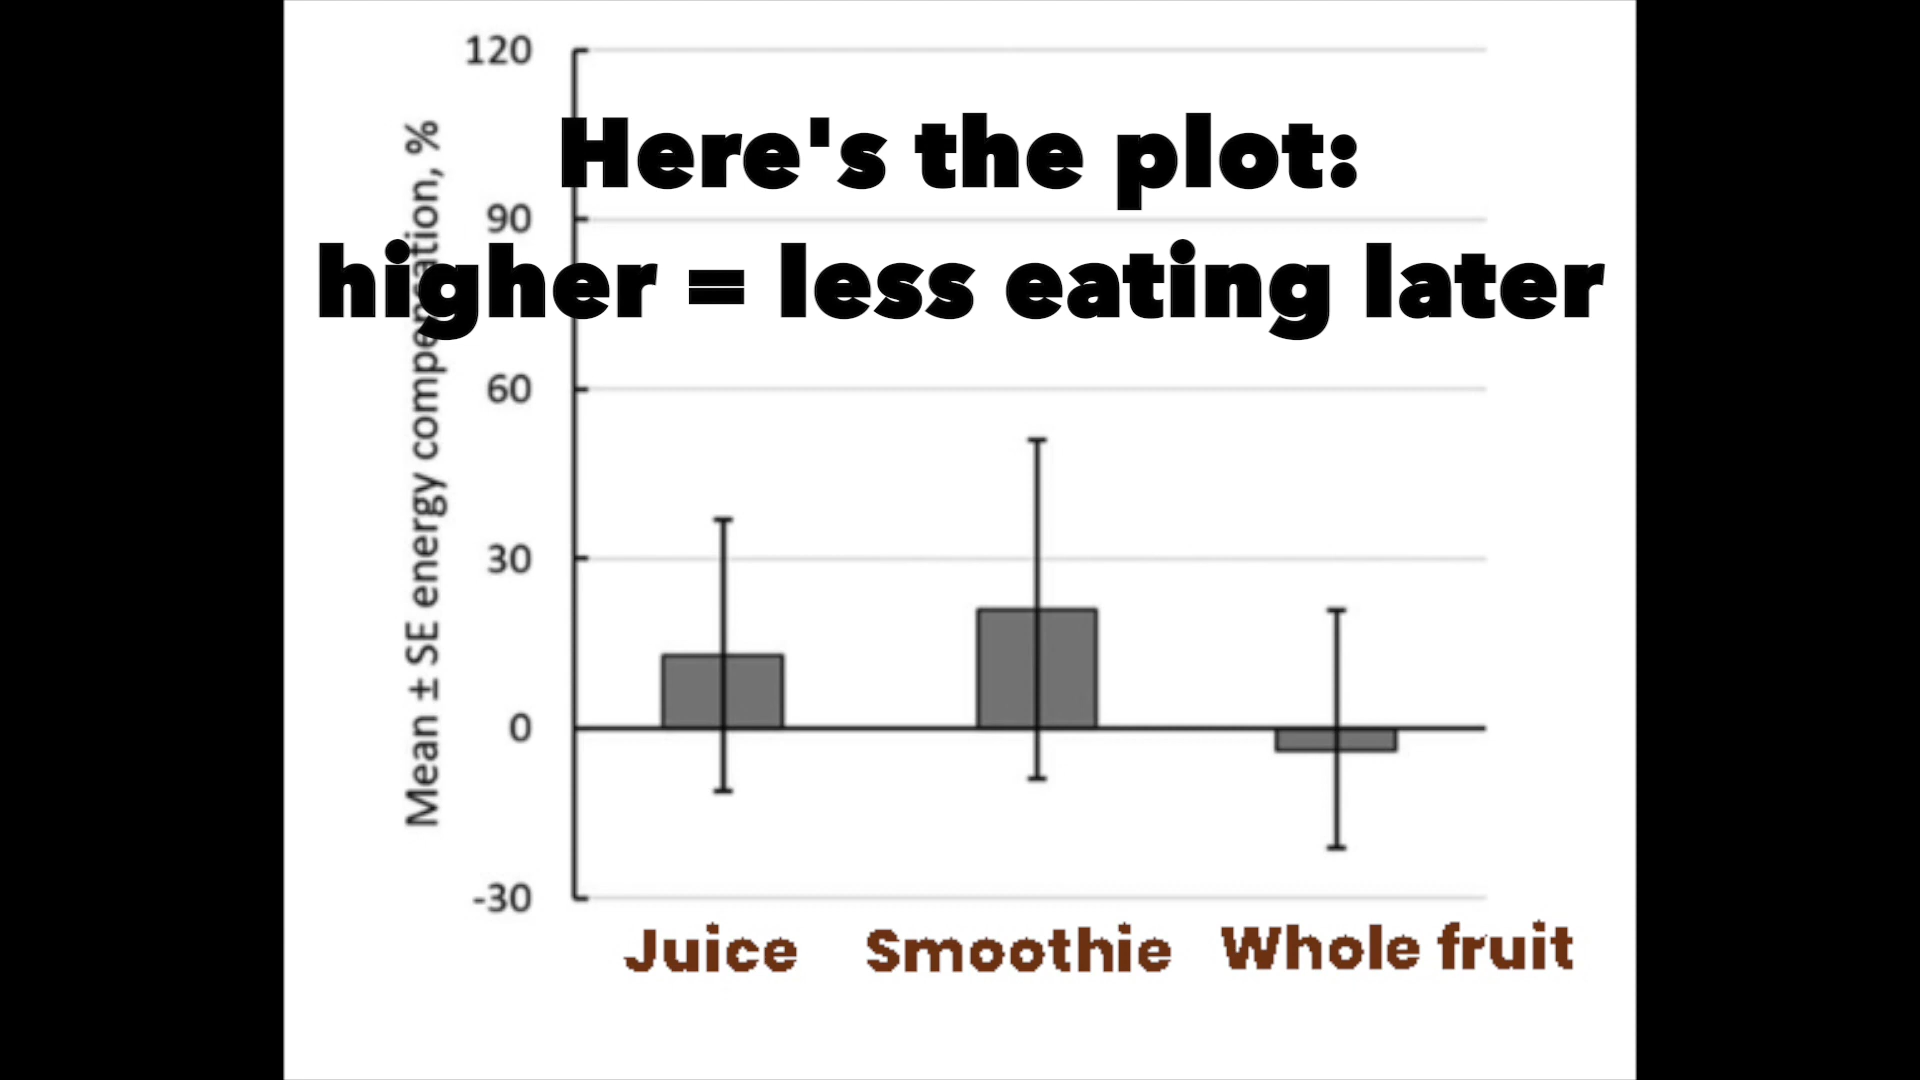 120
Here's the plot:
90
higher = less eating later
60
30
0
-30
Mean ± SE energy compensation, %
Juice Smoothie Whole fruit